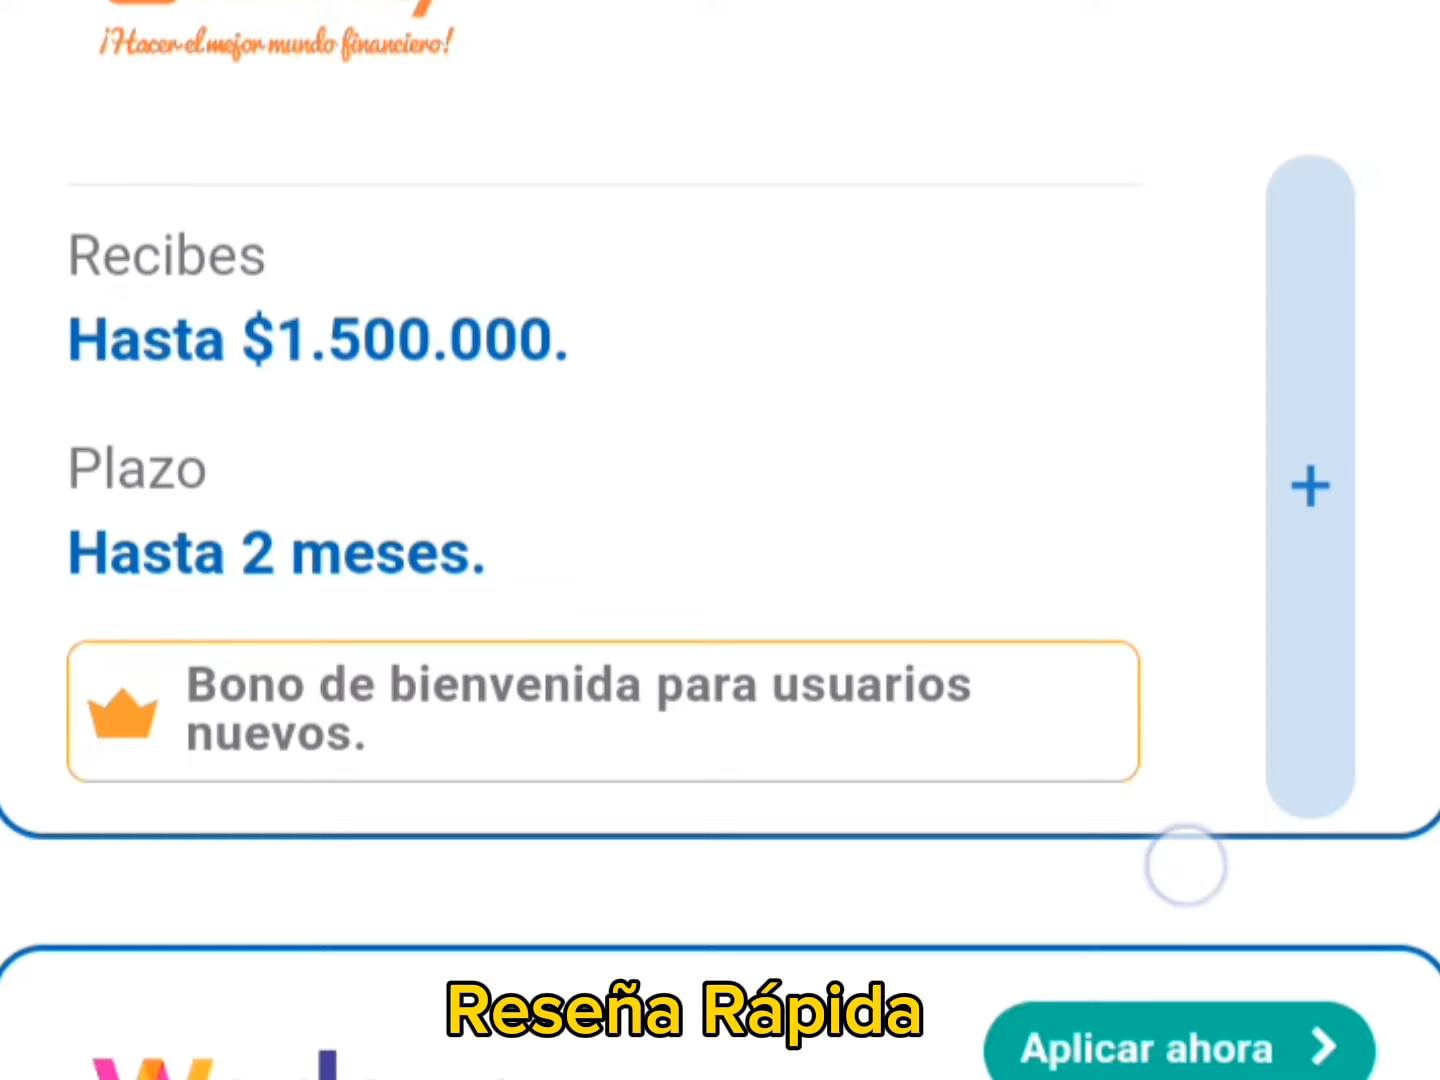 ¡Hacer el mejor mundo financiero!
Recibes
Hasta $1.500.000.
Plazo
+
Hasta 2 meses.
Bono de bienvenida para usuarios
nuevos.
Reseña Rápida
Aplicar ahora